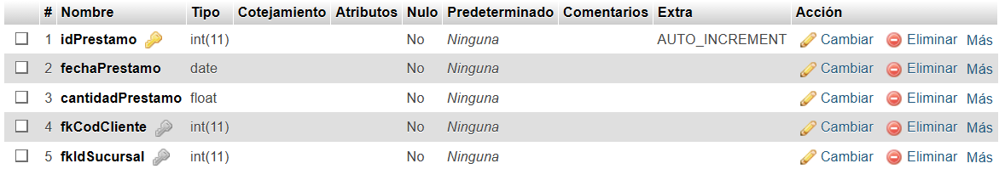 # Nombre Tipo Cotejamiento Atributos Nulo Predeterminado Comentarios Extra Acción
1 idPrestamo int(11) No Ninguna AUTO_INCREMENT Cambiar Eliminar Más
2 fechaPrestamo date No Ninguna Cambiar Eliminar Más
3 cantidadPrestamo float No Ninguna Cambiar Eliminar Más
4 fkCodCliente int(11) No Ninguna Cambiar Eliminar Más
5 fkIdSucursal int(11) No Ninguna Cambiar Eliminar Más